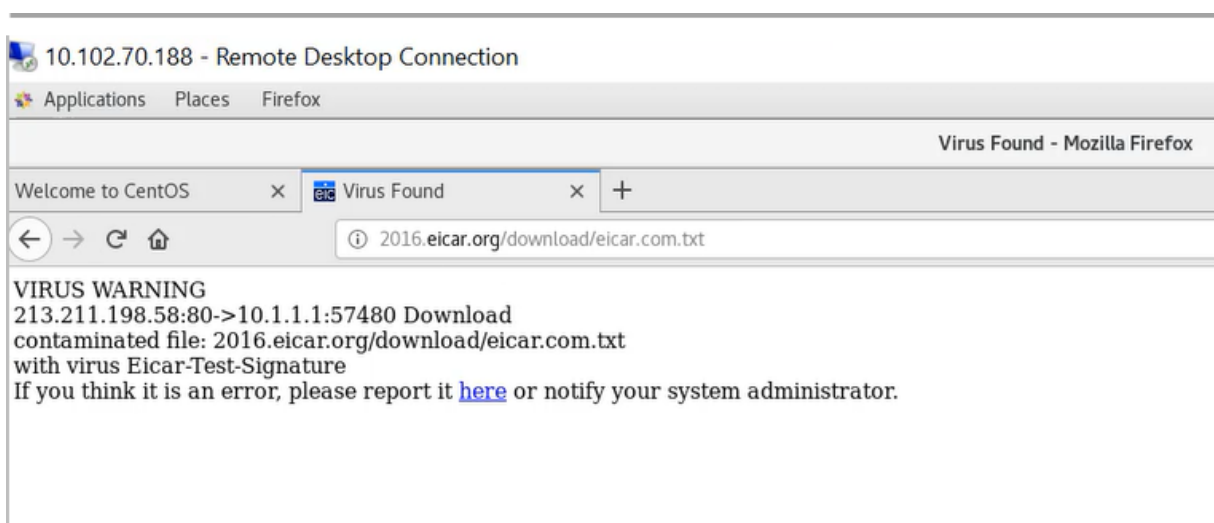 10.102.70.188 - Remote Desktop Connection
Applications Places Firefox
Virus Found - Mozilla Firefox
Welcome to CentOS × eic Virus Found × +
2016.eicar.org/download/eicar.com.txt
VIRUS WARNING
213.211.198.58:80->10.1.1.1:57480 Download
contaminated file: 2016.eicar.org/download/eicar.com.txt
with virus Eicar-Test-Signature
If you think it is an error, please report it here or notify your system administrator.